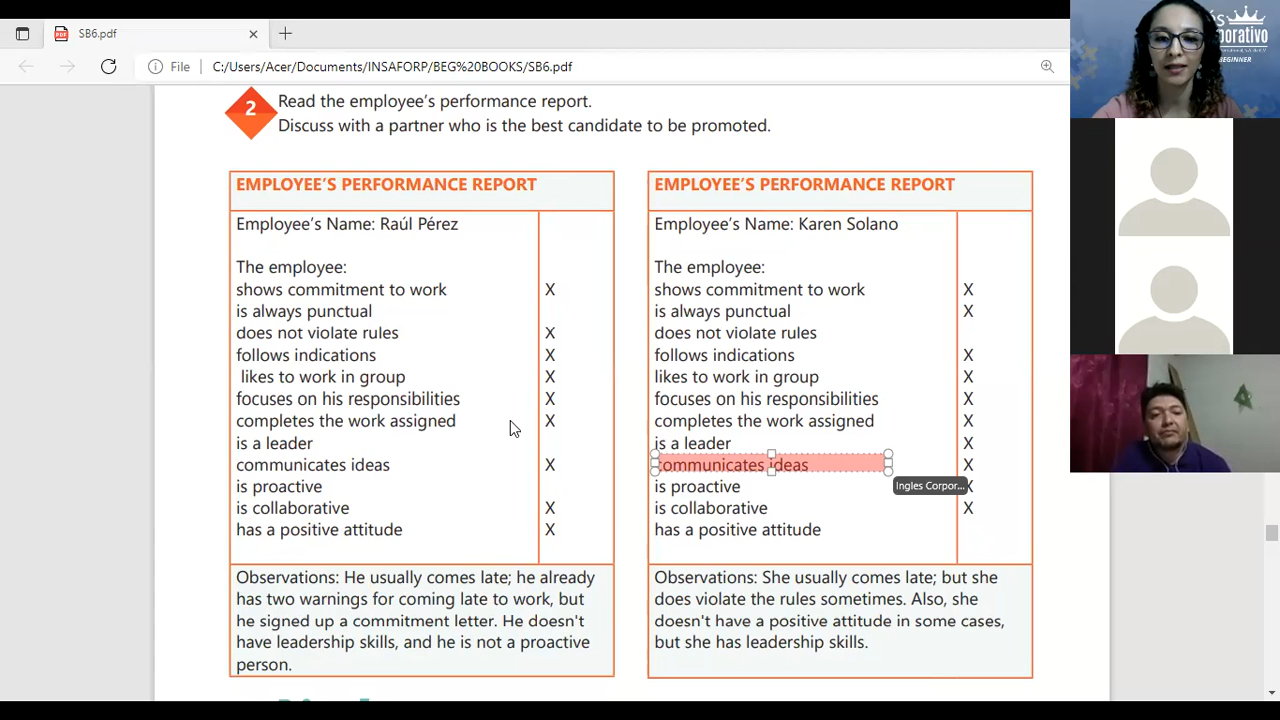 SB6.pdf
File C:/Users/Acer/Documents/INSAFORP/BEG%20BOOKS/SB6.pdf
BEGINNER
2
Read the employee's performance report.
Discuss with a partner who is the best candidate to be promoted.
EMPLOYEE'S PERFORMANCE REPORT
Employee's Name: Raúl Pérez
The employee:
shows commitment to work X
is always punctual
does not violate rules X
follows indications X
likes to work in group X
focuses on his responsibilities X
completes the work assigned X
is a leader
communicates ideas X
is proactive
is collaborative X
has a positive attitude X
Observations: He usually comes late; he already
has two warnings for coming late to work, but
he signed up a commitment letter. He doesn't
have leadership skills, and he is not a proactive
person.
EMPLOYEE'S PERFORMANCE REPORT
Employee's Name: Karen Solano
The employee:
shows commitment to work X
is always punctual X
does not violate rules
follows indications X
likes to work in group X
focuses on his responsibilities X
completes the work assigned X
is a leader X
communicates ideas X
is proactive X
is collaborative X
has a positive attitude
Observations: She usually comes late; but she
does violate the rules sometimes. Also, she
doesn't have a positive attitude in some cases,
but she has leadership skills.
Ingles Corpor...